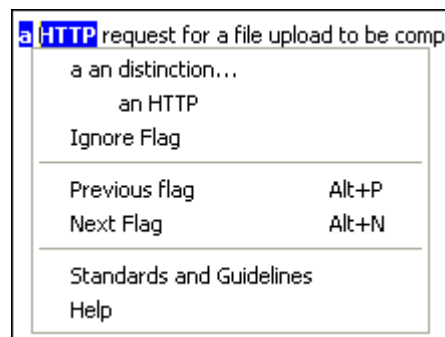 a HTTP request for a file upload to be comp
a an distinction...
an HTTP
Ignore Flag
Previous flag Alt+P
Next Flag Alt+N
Standards and Guidelines
Help